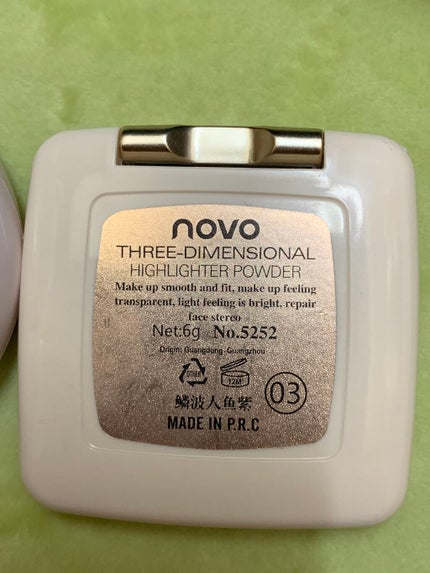 novo
THREE-DIMENSIONAL
HIGHLIGHTER POWDER
Make up smooth and fit, make up feeling
transparent, light feeling is bright, repair
face stereo
Net:6g No.5252
Origin: Guangdong·Guangzhou
12M
03
鳞波人鱼紫
MADE IN P.R.C